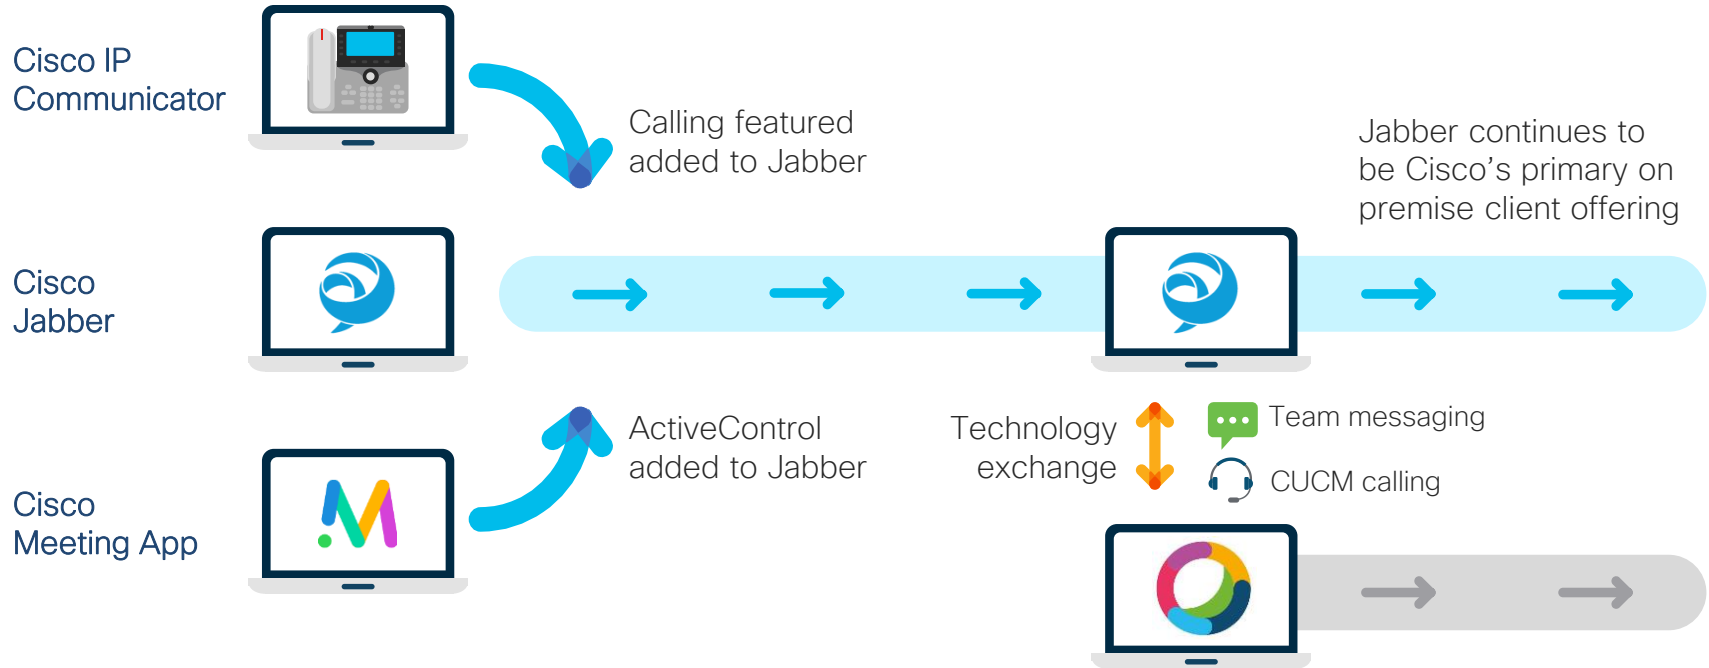 Cisco IP
Communicator
Calling featured
added to Jabber
Jabber continues to
be Cisco's primary on
premise client offering
Cisco
Jabber
ActiveControl
added to Jabber
Technology
exchange
Team messaging
CUCM calling
Cisco
Meeting App